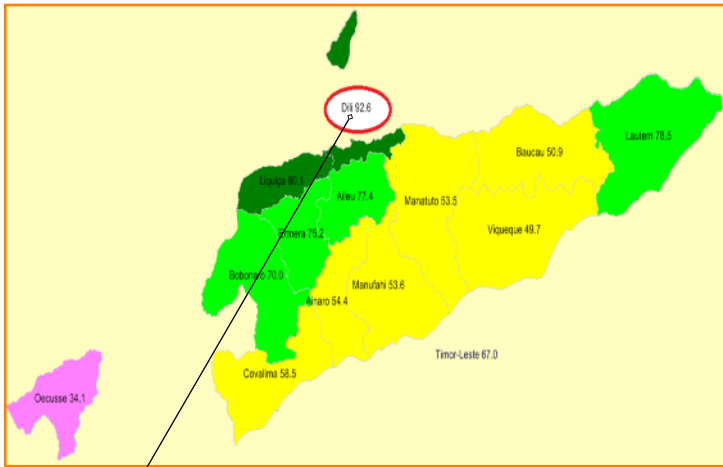 Dili 92.6
Lautem 78.5
Baucau 50.9
Liquiça 80.1
Aileu 77.4
Manatuto 53.5
Ermera 75.2
Viqueque 49.7
Bobonaro 70.0
Manufahi 53.6
Ainaro 54.4
Timor-Leste 67.0
Covalima 58.5
Oecusse 34.1